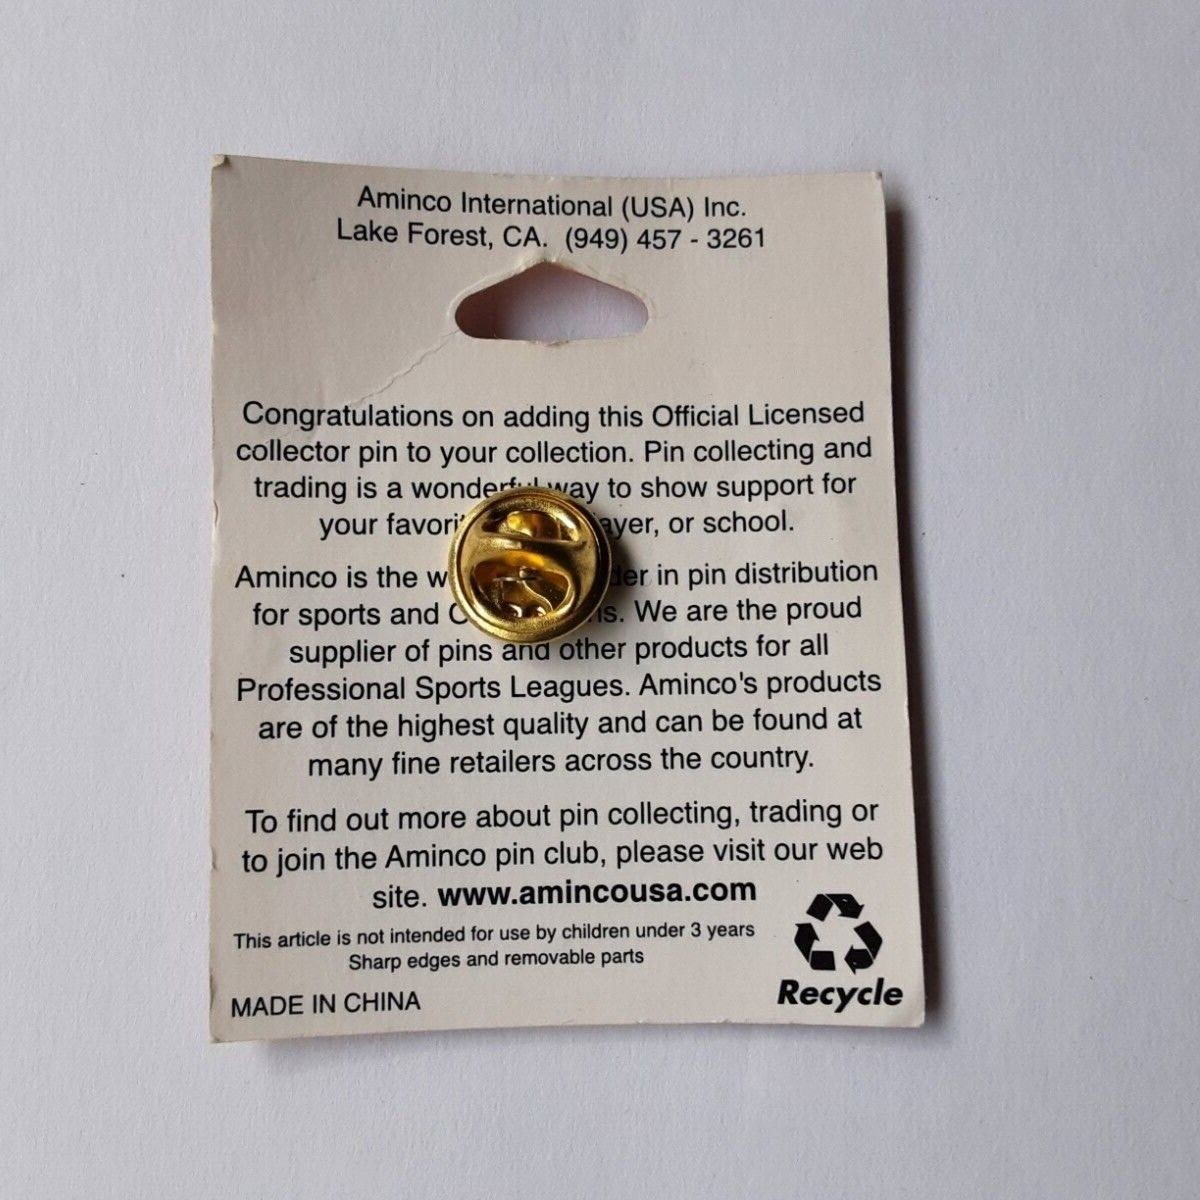 Aminco International (USA) Inc.
Lake Forest, CA. (949) 457 - 3261
Congratulations on adding this Official Licensed
collector pin to your collection. Pin collecting and
trading is a wonderful way to show support for
your or school.
Aminco is the in pin distribution
for sports and We are the proud
supplier of pins and other products for all
Professional Sports Leagues. Aminco's products
are of the highest quality and can be found at
many fine retailers across the country.
To find out more about pin collecting, trading or
to join the Aminco pin club, please visit our web
site. www.amincousa.com
This article is not intended for use by children under 3 years
Sharp edges and removable parts
MADE IN CHINA
Recycle